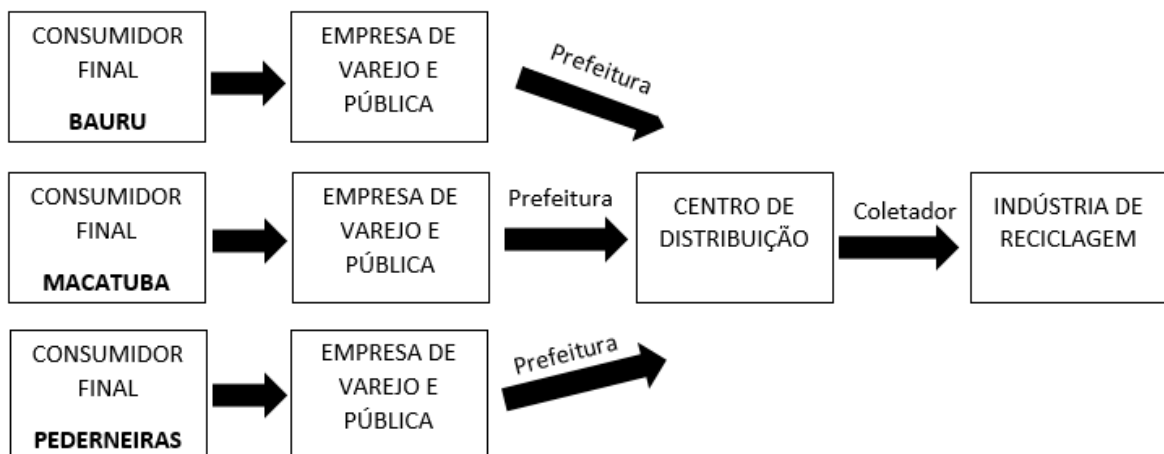 CONSUMIDOR
FINAL
BAURU
EMPRESA DE
VAREJO E
PÚBLICA
Prefeitura
CONSUMIDOR
FINAL
MACATUBA
EMPRESA DE
VAREJO E
PÚBLICA
Prefeitura
CENTRO DE
DISTRIBUIÇÃO
Coletador
INDÚSTRIA DE
RECICLAGEM
CONSUMIDOR
FINAL
PEDERNEIRAS
EMPRESA DE
VAREJO E
PÚBLICA
Prefeitura